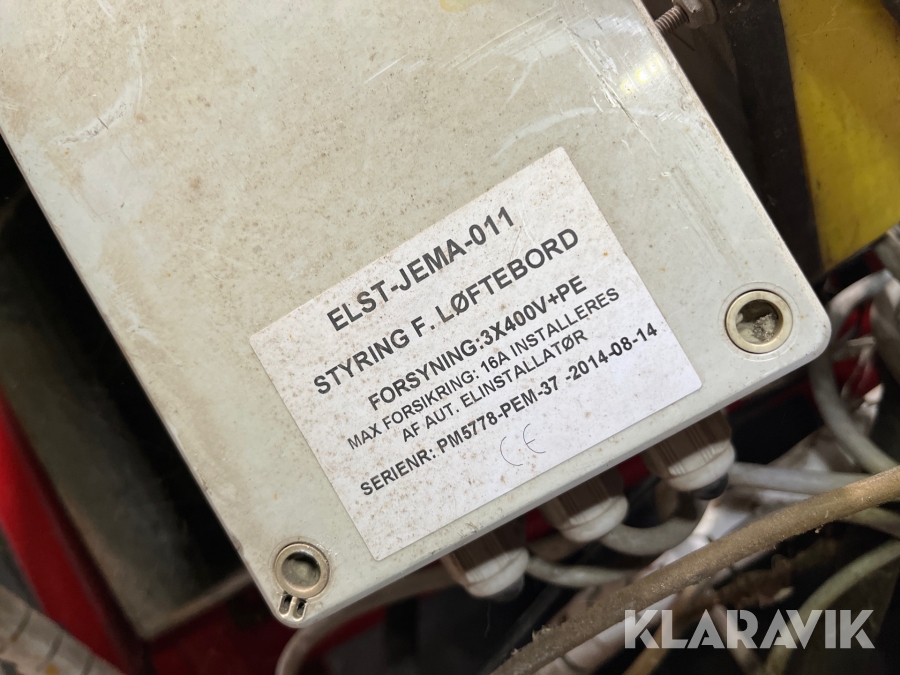 ELST-JEMA-011
STYRING F. LØFTEBORD
FORSYNING:3X400V+PE
MAX FORSIKRING: 16A INSTALLERES
AF AUT. ELINSTALLATØR
SERIENR: PM5778-PEM-37 -2014-08-14
CE
KLARAVIK